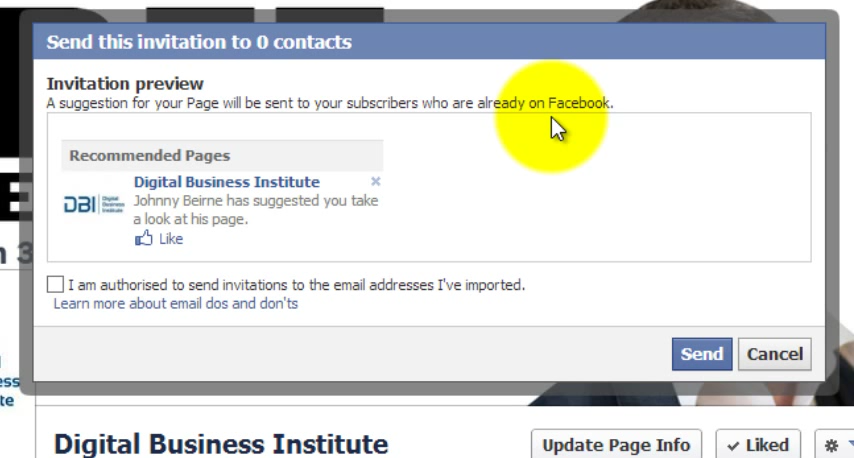 Send this invitation to 0 contacts
Invitation preview
A suggestion for your Page will be sent to your subscribers who are already on Facebook.
Recommended Pages
Digital Business Institute
DBI Digital Business Institute
Johnny Beirne has suggested you take
a look at his page.
Like
I am authorised to send invitations to the email addresses I've imported.
Learn more about email dos and don'ts
Send Cancel
Digital Business Institute
Update Page Info
Liked